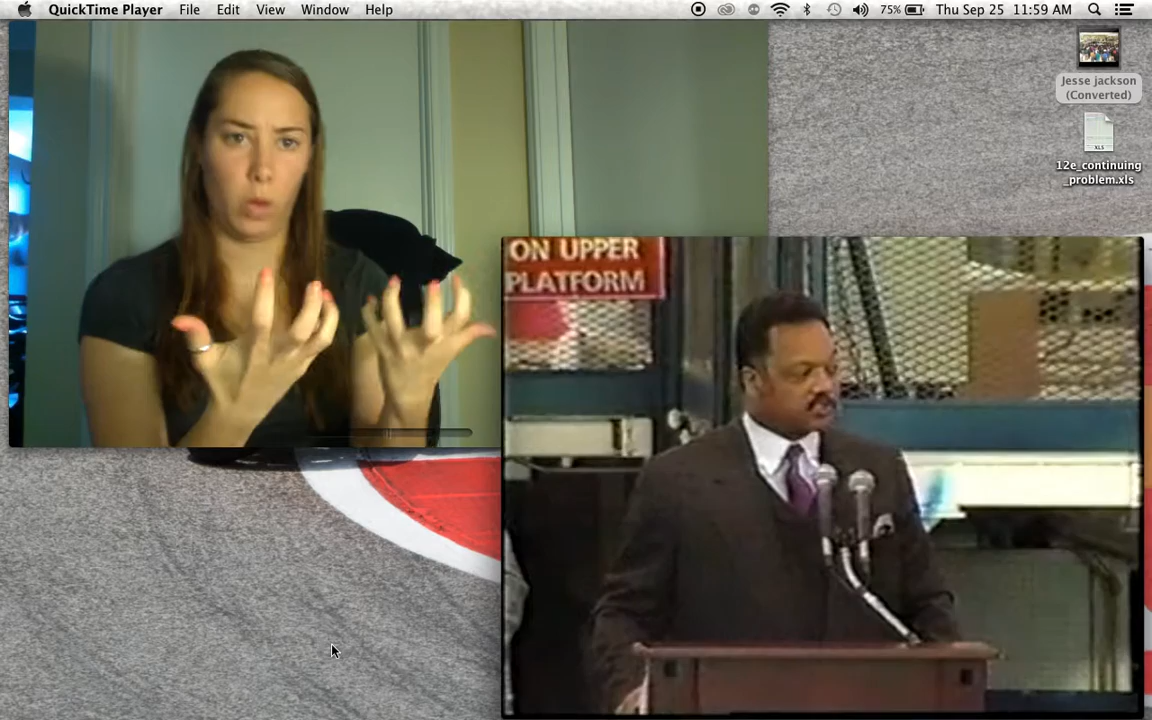 QuickTime Player File Edit View Window Help 75% Thu Sep 25 11:59 AM
Jesse jackson
(Converted)
XLS
12e_continuing
_problem.xls
ON UPPER
PLATFORM